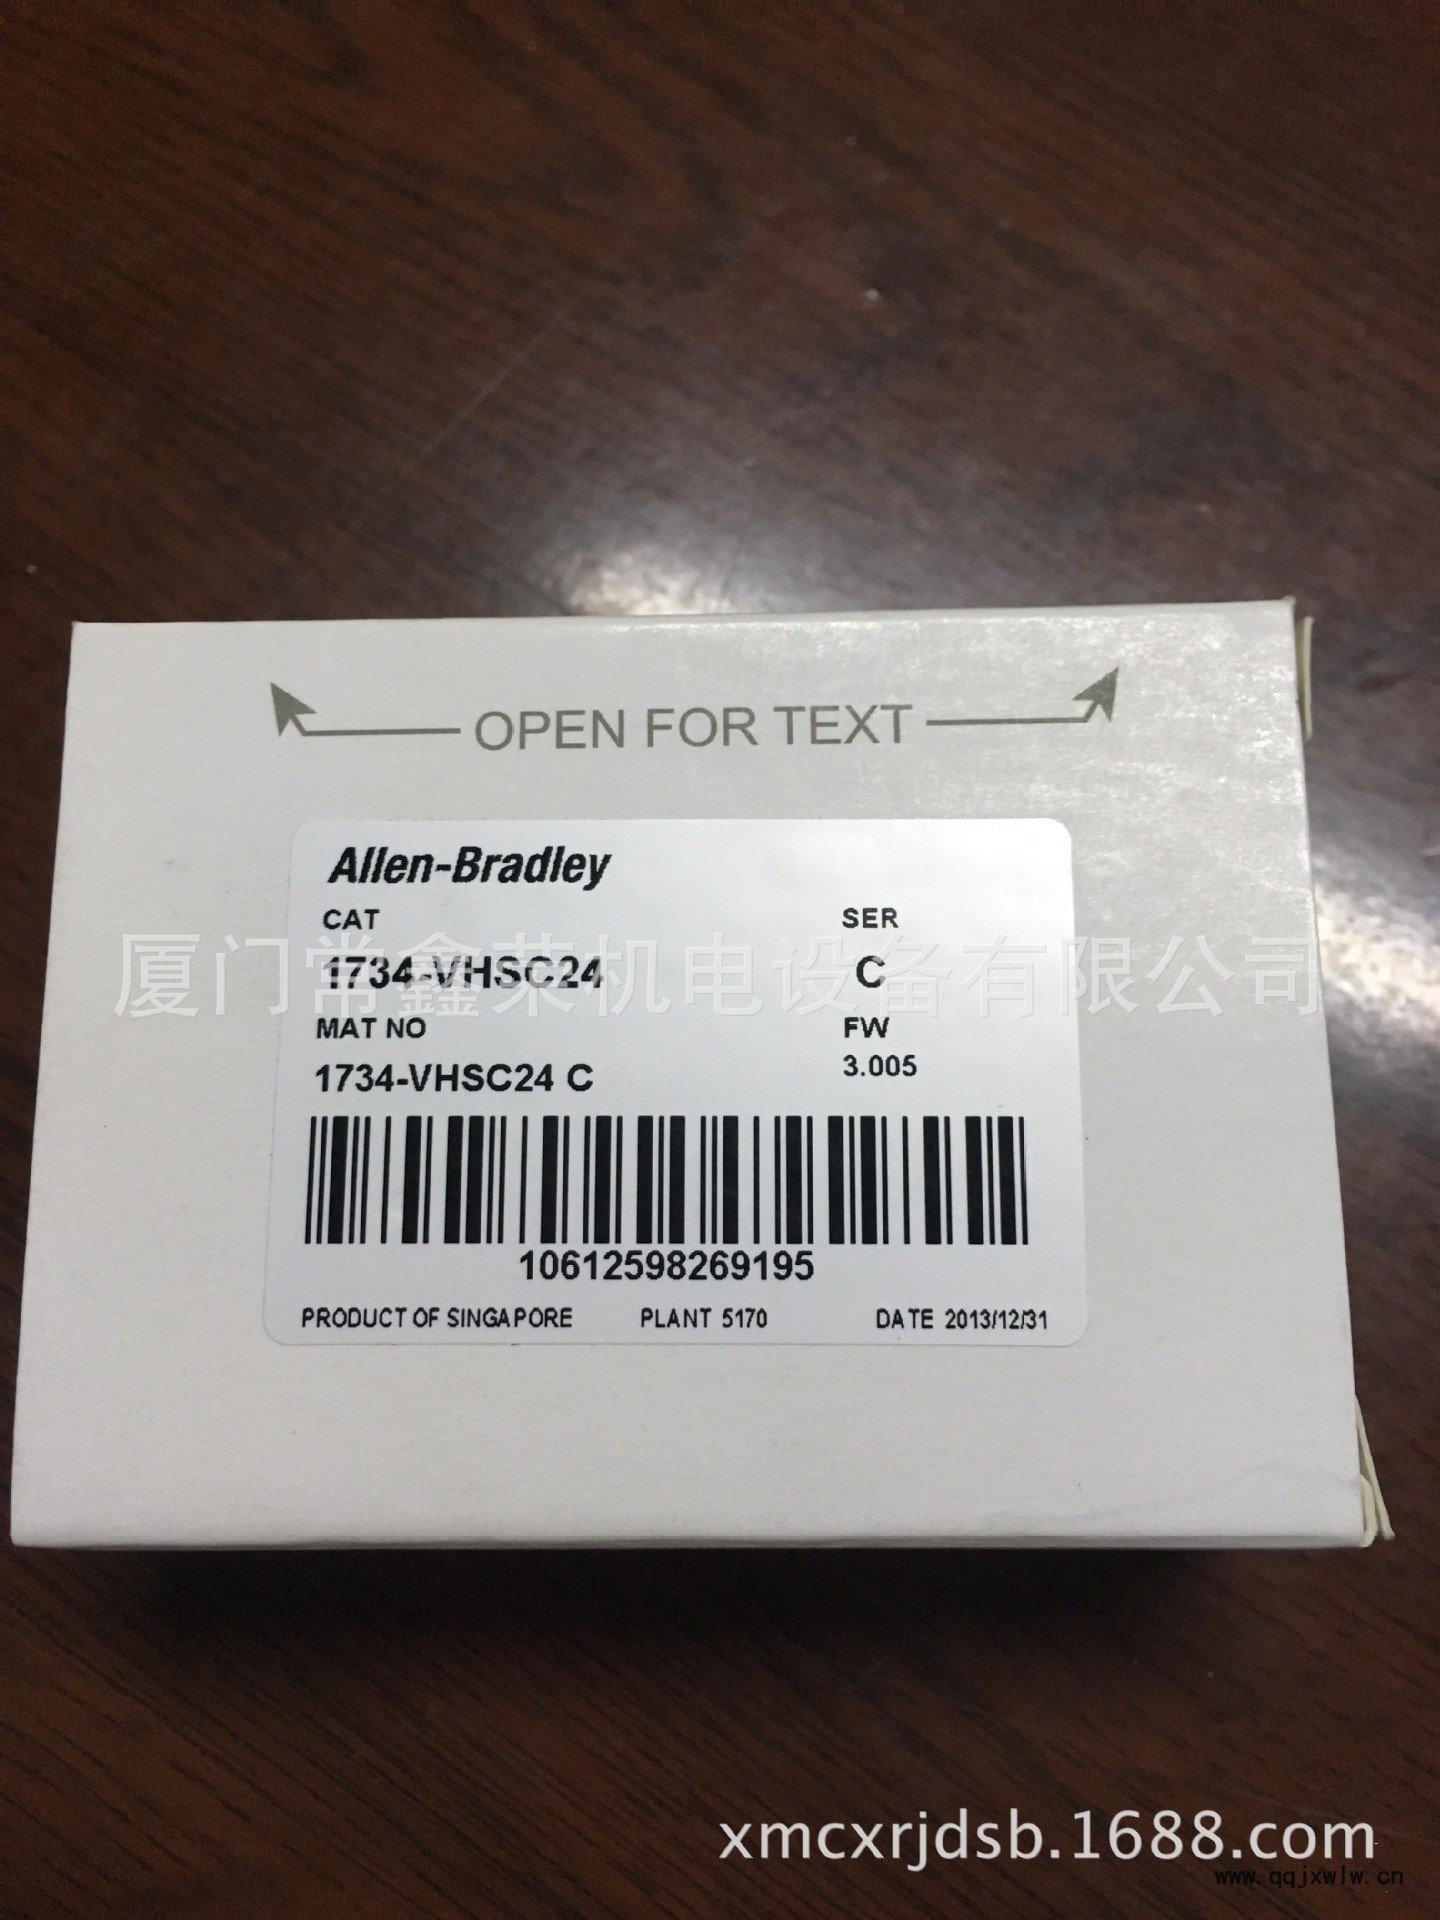 OPEN FOR TEXT
Allen-Bradley
CAT SER
1734-VHSC24 C
厦门常鑫荣机电设备有限公司
MAT NO FW
1734-VHSC24 C 3.005
10612598269195
PRODUCT OF SINGAPORE PLANT 5170 DATE 2013/12/31
xmcxrjdsb.1688.com
www.qqjxwlw.cn